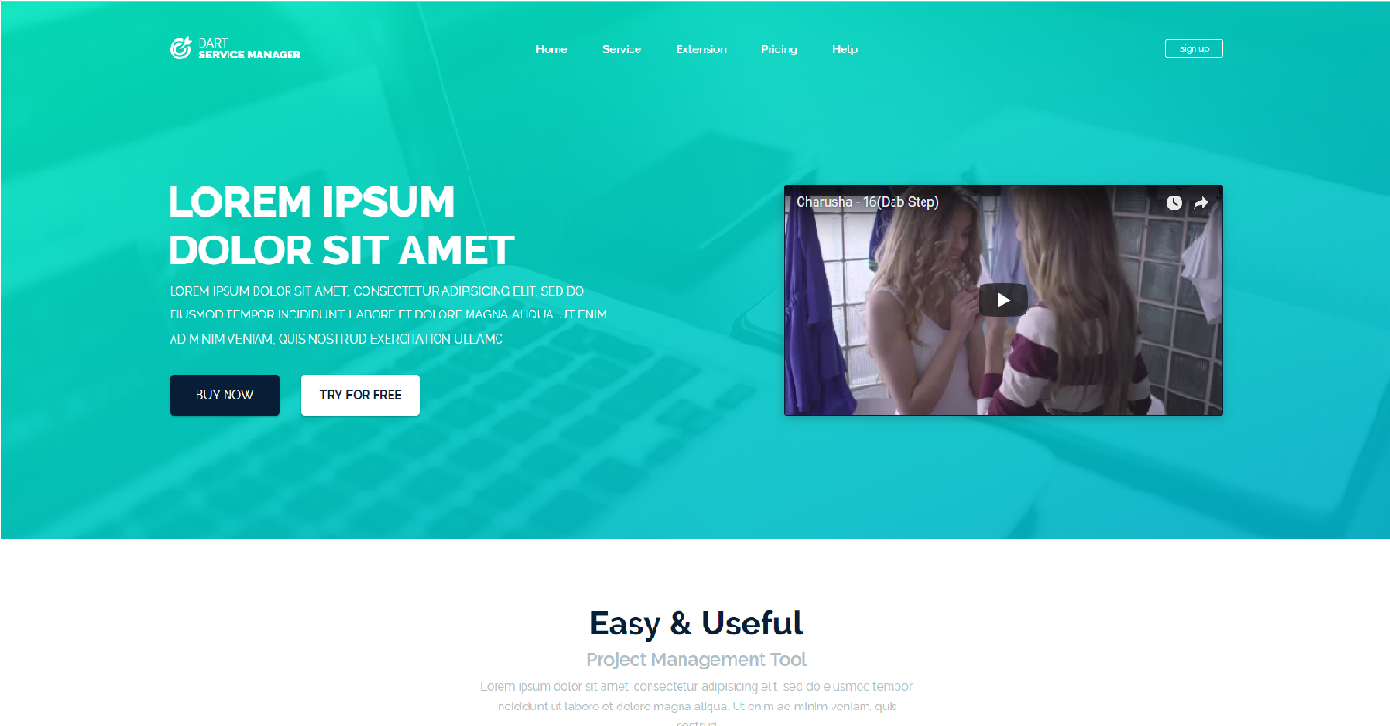 DART
SERVICE MANAGER
Home
Service
Extension
Pricing
Help
sign up
LOREM IPSUM
DOLOR SIT AMET
LOREM IPSUM DOLOR SIT AMET, CONSECTETUR ADIPISICING ELIT, SED DO
EIUSMOD TEMPOR INCIDIDUNT LABORE ET DOLORE MAGNA ALIQUA. UT ENIM
AD MINIM VENIAM, QUIS NOSTRUD EXERCITATION ULLAMC
BUY NOW
TRY FOR FREE
Charusha - 16(Dab Step)
Easy & Useful
Project Management Tool
Lorem ipsum dolor sit amet, consectetur adipisicing elit, sed do eiusmod tempor
incididunt ut labore et dolore magna aliqua. Ut enim ad minim veniam, quis
nostrud